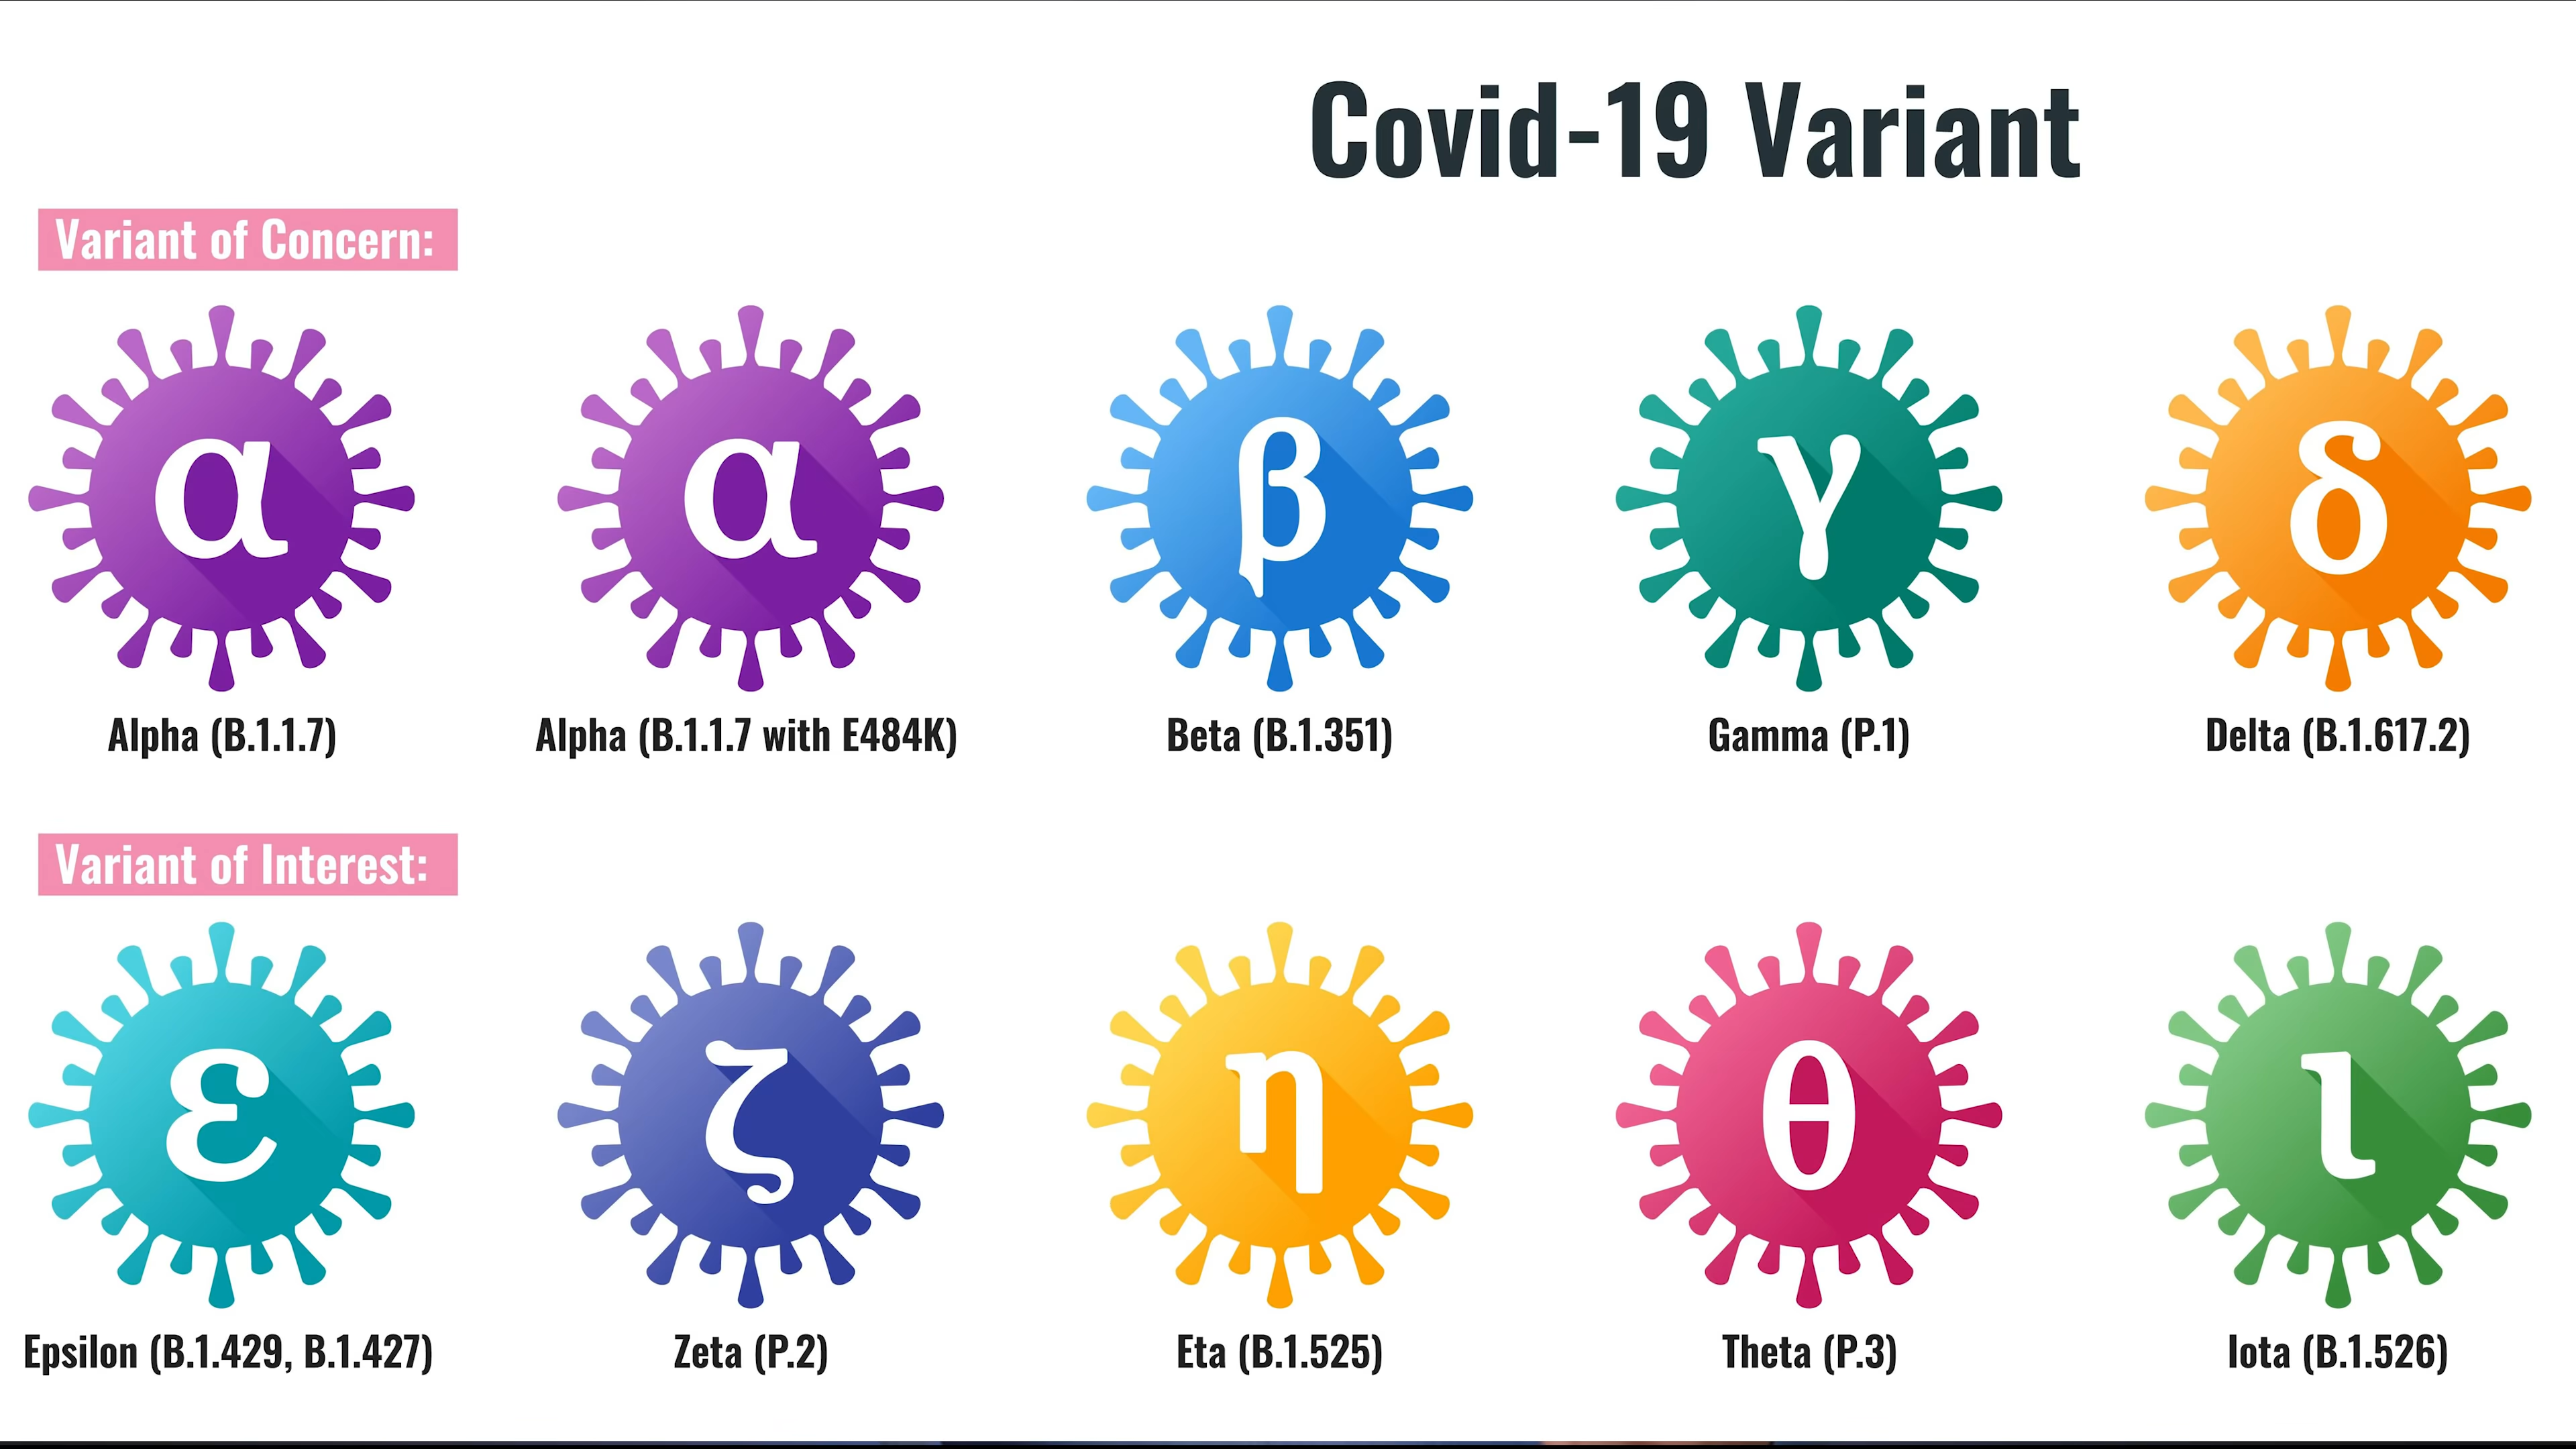 Covid-19 Variant
Variant of Concern:
α
α
β
γ
δ
Alpha (B.1.1.7)
Alpha (B.1.1.7 with E484K)
Beta (B.1.351)
Gamma (P.1)
Delta (B.1.617.2)
Variant of Interest:
ε
ζ
η
θ
ι
Epsilon (B.1.429, B.1.427)
Zeta (P.2)
Eta (B.1.525)
Theta (P.3)
Iota (B.1.526)